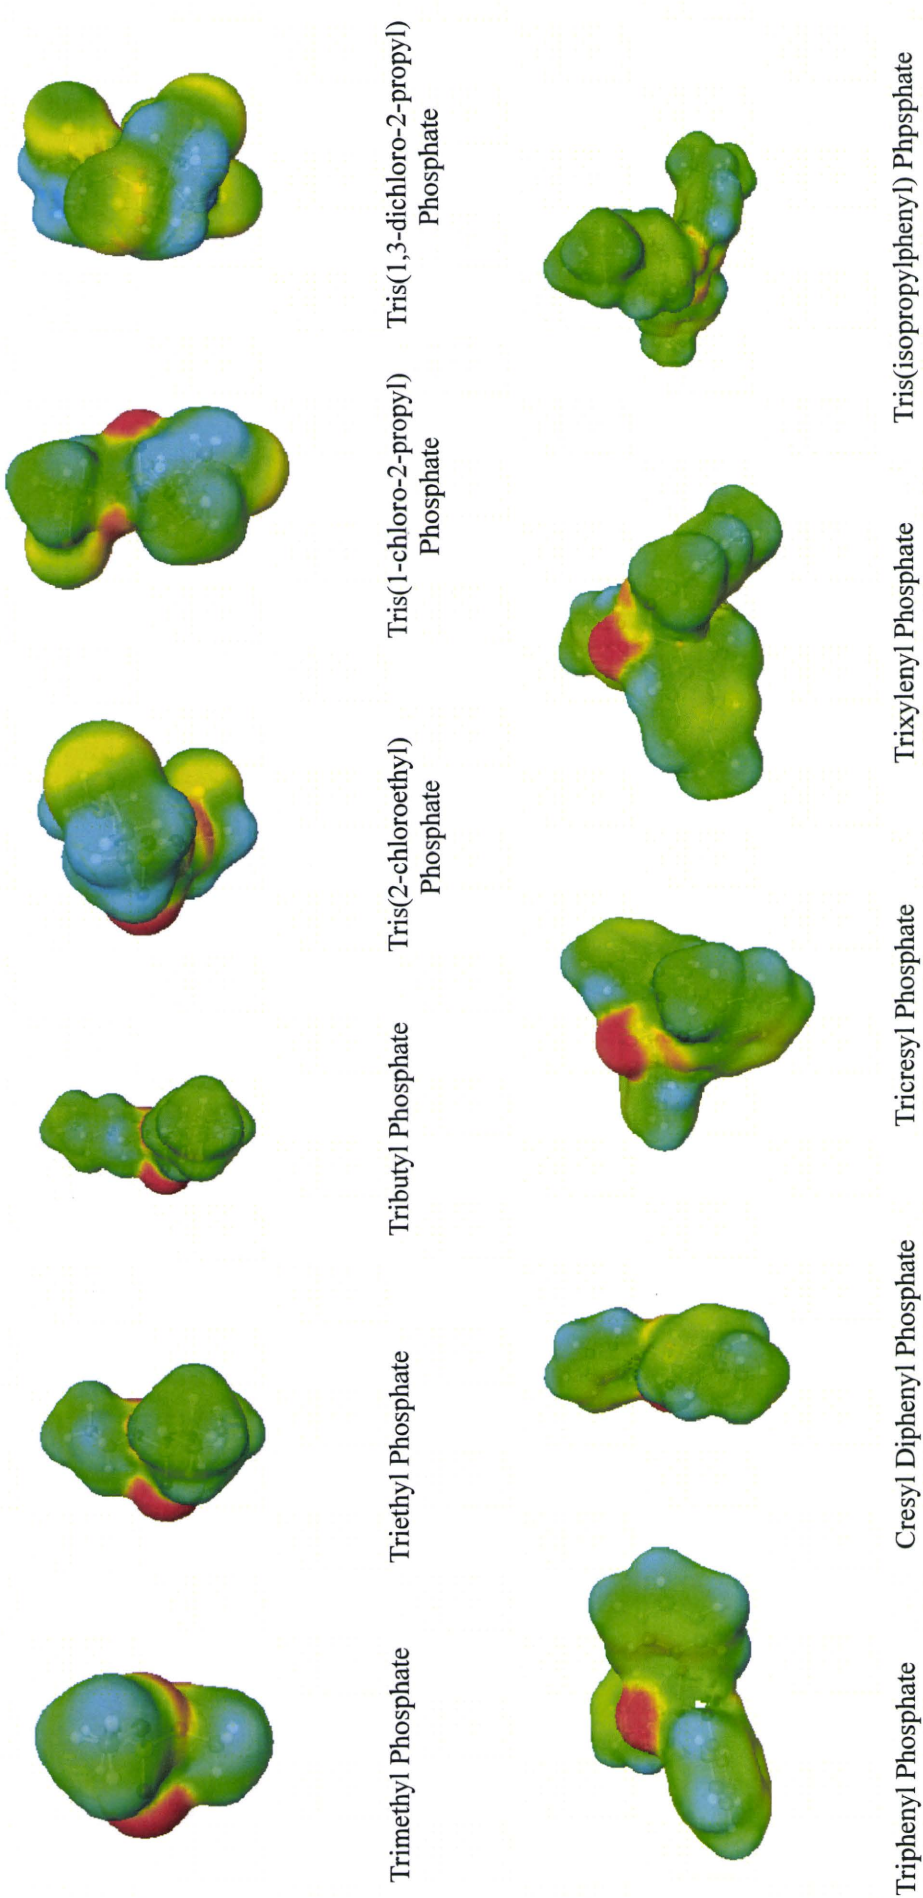 Trimethyl Phosphate
Triethyl Phosphate
Tributyl Phosphate
Tris(2-chloroethyl)
Phosphate
Tris(1-chloro-2-propyl)
Phosphate
Tris(1,3-dichloro-2-propyl)
Phosphate
Triphenyl Phosphate
Cresyl Diphenyl Phosphate
Tricresyl Phosphate
Trixylenyl Phosphate
Tris(isopropylphenyl) Phpsphate